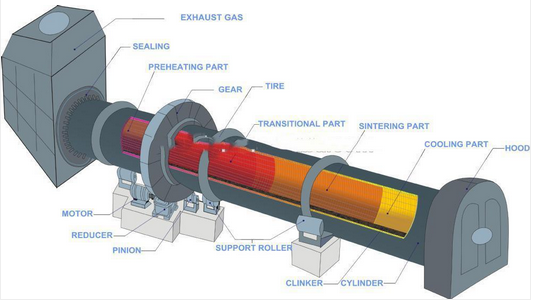 EXHAUST GAS
SEALING
PREHEATING PART
GEAR
TIRE
TRANSITIONAL PART
SINTERING PART
COOLING PART
HOOD
MOTOR
REDUCER
PINION
SUPPORT ROLLER
CLINKER
CYLINDER